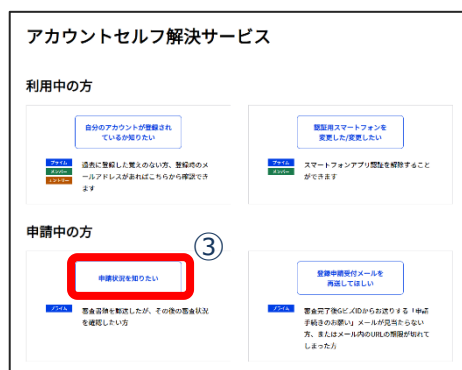 アカウントセルフ解決サービス
利用中の方
自分のアカウントが登録され
ているか知りたい
認証用スマートフォンを
変更した/変更したい
プライム
メンバー
エントリー
過去に登録した覚えのない方、登録時のメ
ールアドレスがあればこちらから確認でき
ます
プライム
メンバー
スマートフォンアプリ認証を解除すること
ができます
申請中の方
③
申請状況を知りたい
登録申請受付メールを
再送してほしい
プライム
審査書類を郵送したが、その後の審査状況
を確認したい方
プライム
審査完了後GビズIDからお送りする「申請
手続きのお願い」メールが見当たらない
方、またはメール内のURLの期限が切れて
しまった方